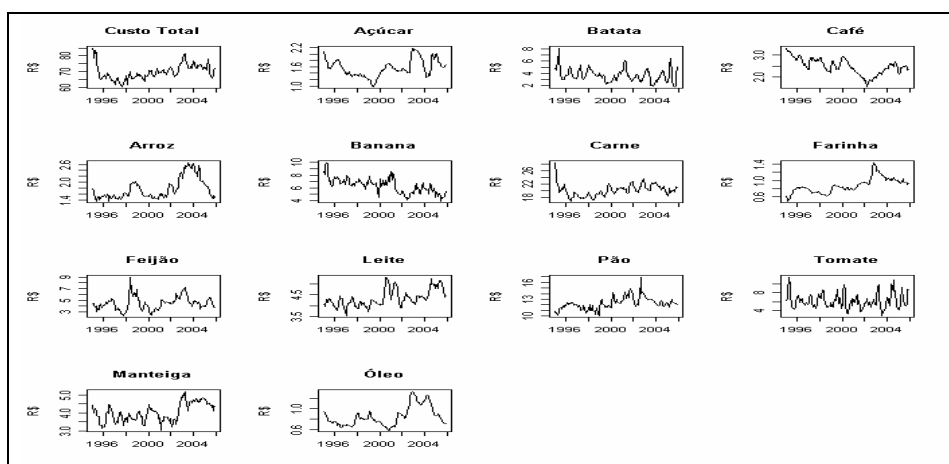 Custo Total
R$
60 70 80
1996 2000 2004
Açúcar
R$
1.0 1.6 2.2
1996 2000 2004
Batata
R$
2 4 6 8
1996 2000 2004
Café
R$
2.0 3.0
1996 2000 2004
Arroz
R$
1.4 2.0 2.6
1996 2000 2004
Banana
R$
4 6 8 10
1996 2000 2004
Carne
R$
18 22 26
1996 2000 2004
Farinha
R$
0.6 1.0 1.4
1996 2000 2004
Feijão
R$
3 5 7 9
1996 2000 2004
Leite
R$
3.5 4.5
1996 2000 2004
Pão
R$
10 13 16
1996 2000 2004
Tomate
R$
4 8
1996 2000 2004
Manteiga
R$
3.0 4.0 5.0
1996 2000 2004
Óleo
R$
0.6 1.0
1996 2000 2004